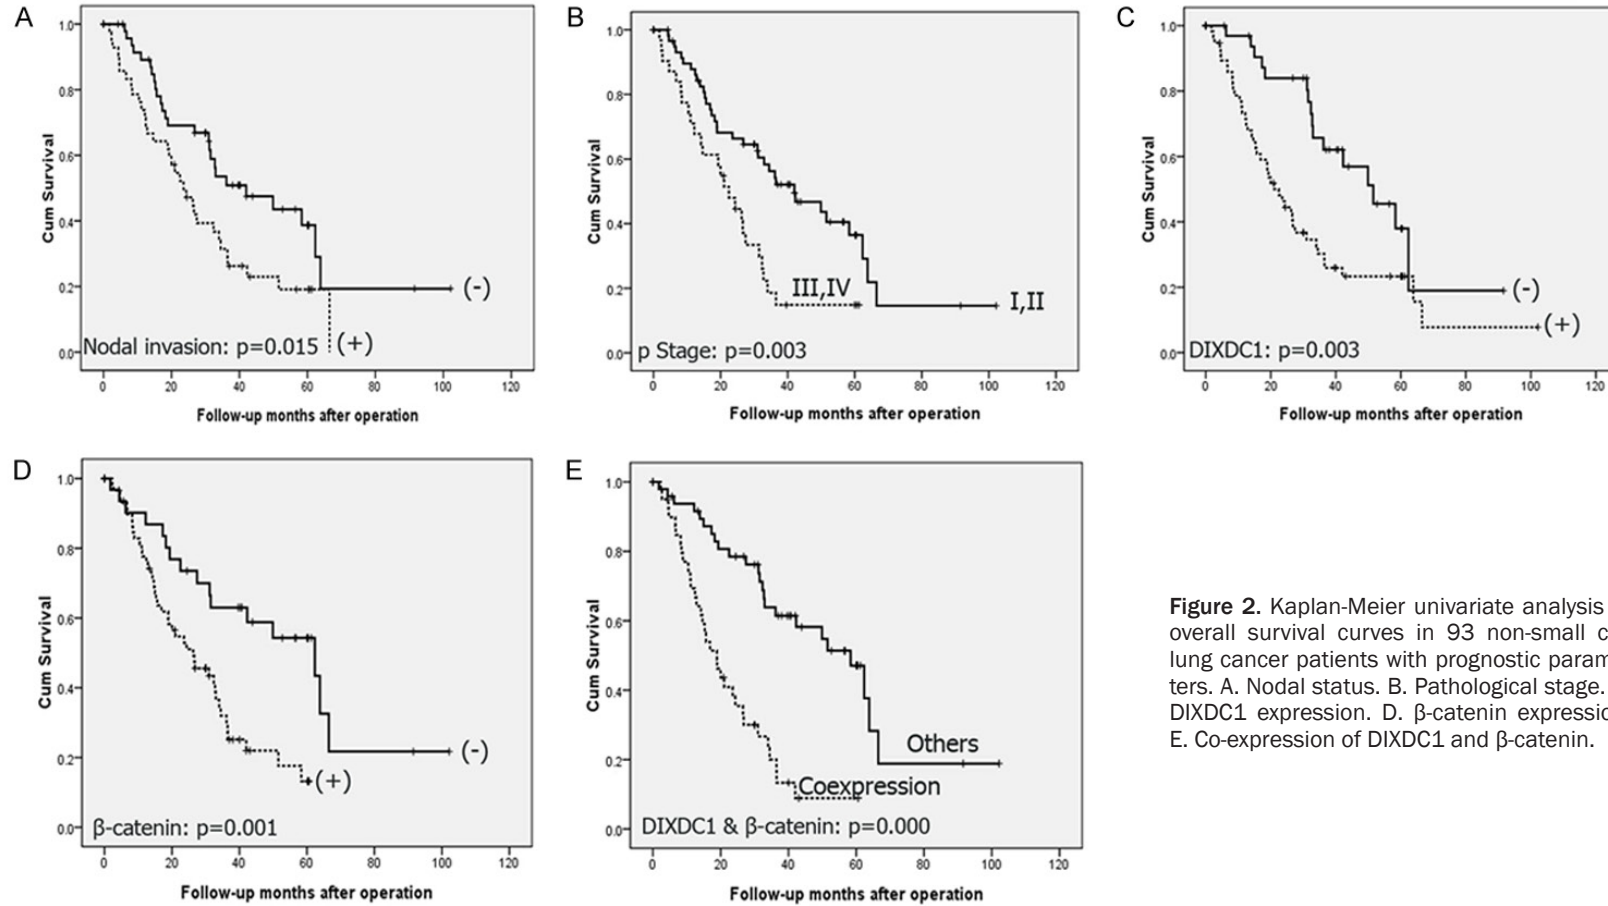 A
Cum Survival
1.0
0.8
0.6
0.4
0.2
0.0
(-)
(+)
Nodal invasion: p=0.015
0 20 40 60 80 100 120
Follow-up months after operation
B
Cum Survival
1.0
0.8
0.6
0.4
0.2
0.0
III,IV
I,II
p Stage: p=0.003
0 20 40 60 80 100 120
Follow-up months after operation
C
Cum Survival
1.0
0.8
0.6
0.4
0.2
0.0
(-)
(+)
DIXDC1: p=0.003
0 20 40 60 80 100 120
Follow-up months after operation
D
Cum Survival
1.0
0.8
0.6
0.4
0.2
0.0
(-)
(+)
β-catenin: p=0.001
0 20 40 60 80 100 120
Follow-up months after operation
E
Cum Survival
1.0
0.8
0.6
0.4
0.2
0.0
Others
Coexpression
DIXDC1 & β-catenin: p=0.000
0 20 40 60 80 100 120
Follow-up months after operation
Figure 2. Kaplan-Meier univariate analysis
overall survival curves in 93 non-small c
lung cancer patients with prognostic param
ters. A. Nodal status. B. Pathological stage.
DIXDC1 expression. D. β-catenin expressio
E. Co-expression of DIXDC1 and β-catenin.